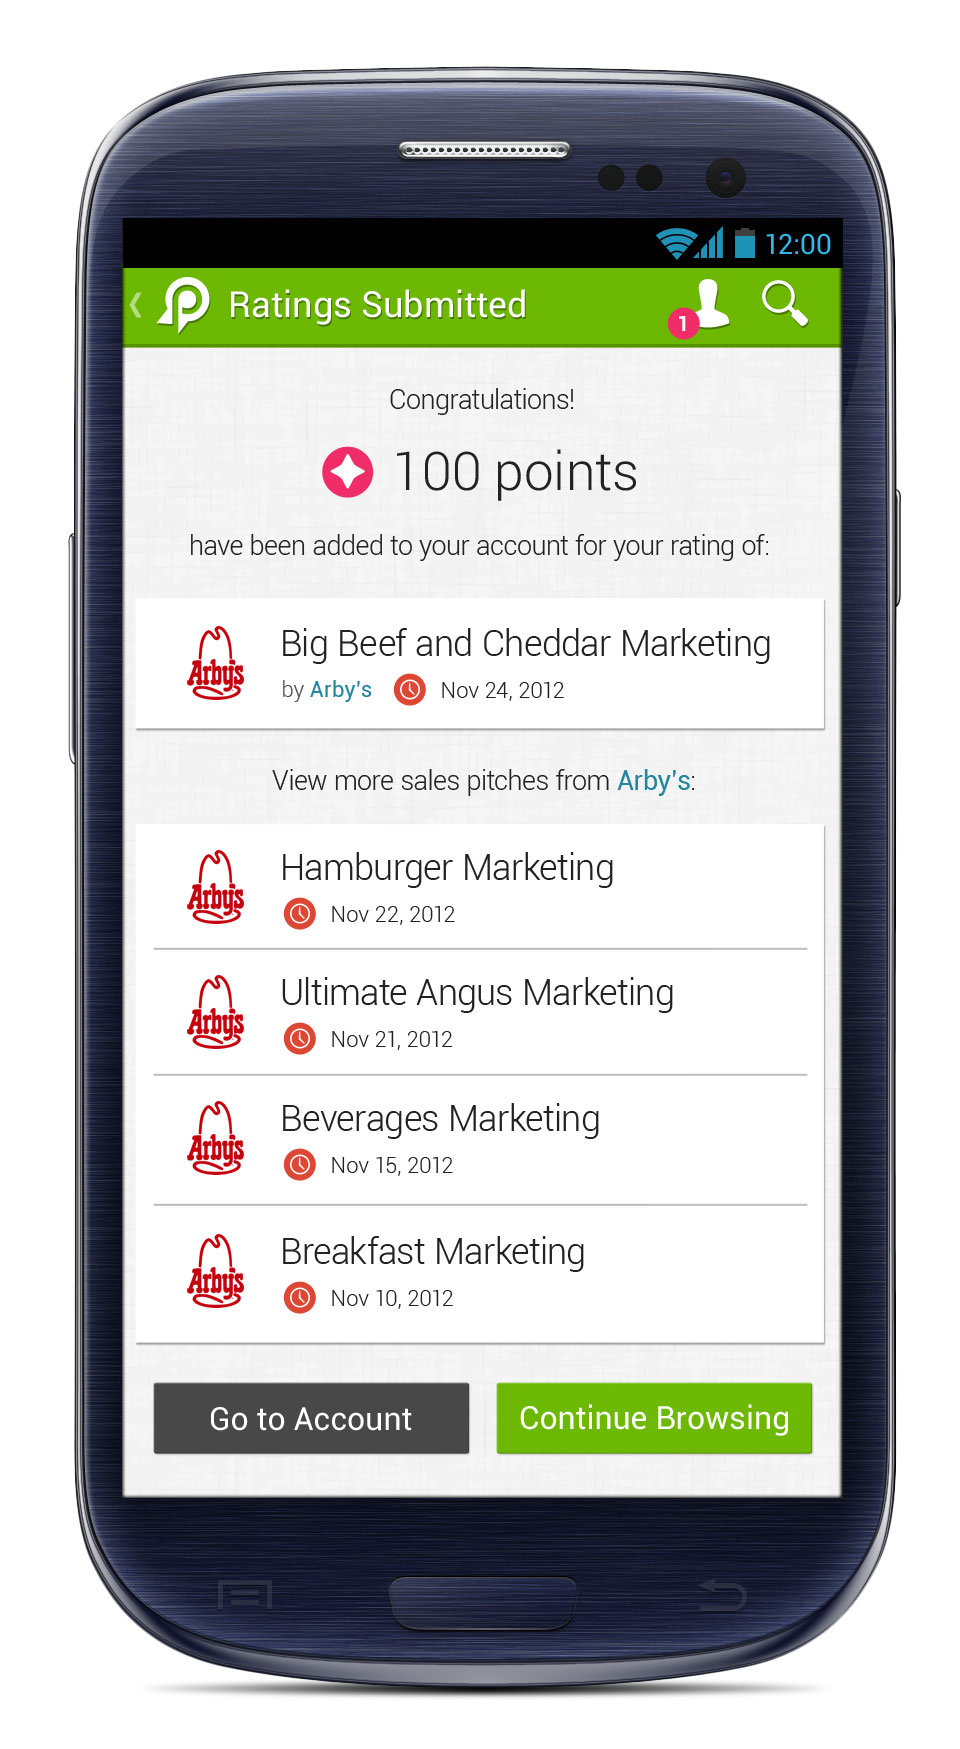 12:00
Ratings Submitted
1
Congratulations!
100 points
have been added to your account for your rating of:
Arby's
Big Beef and Cheddar Marketing
by Arby's Nov 24, 2012
View more sales pitches from Arby's:
Arby's
Hamburger Marketing
Nov 22, 2012
Arby's
Ultimate Angus Marketing
Nov 21, 2012
Arby's
Beverages Marketing
Nov 15, 2012
Arby's
Breakfast Marketing
Nov 10, 2012
Go to Account Continue Browsing